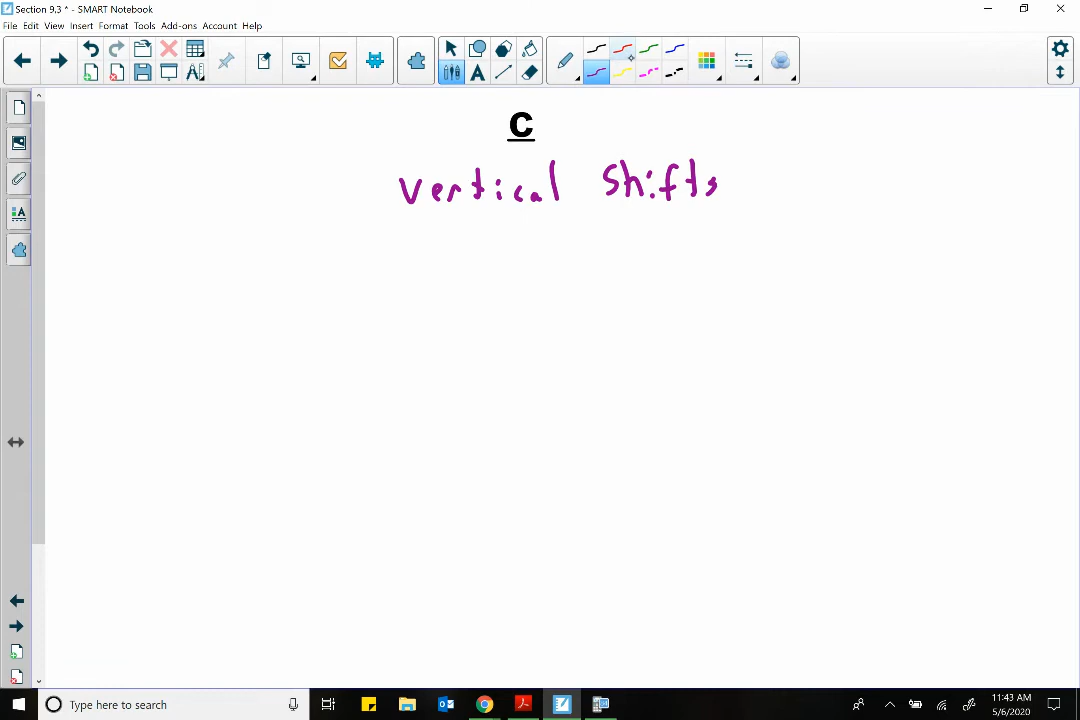 Section 9.3 * - SMART Notebook
File Edit View Insert Format Tools Add-ons Account Help
C
Vertical Shifts
Type here to search
11:43 AM
5/6/2020